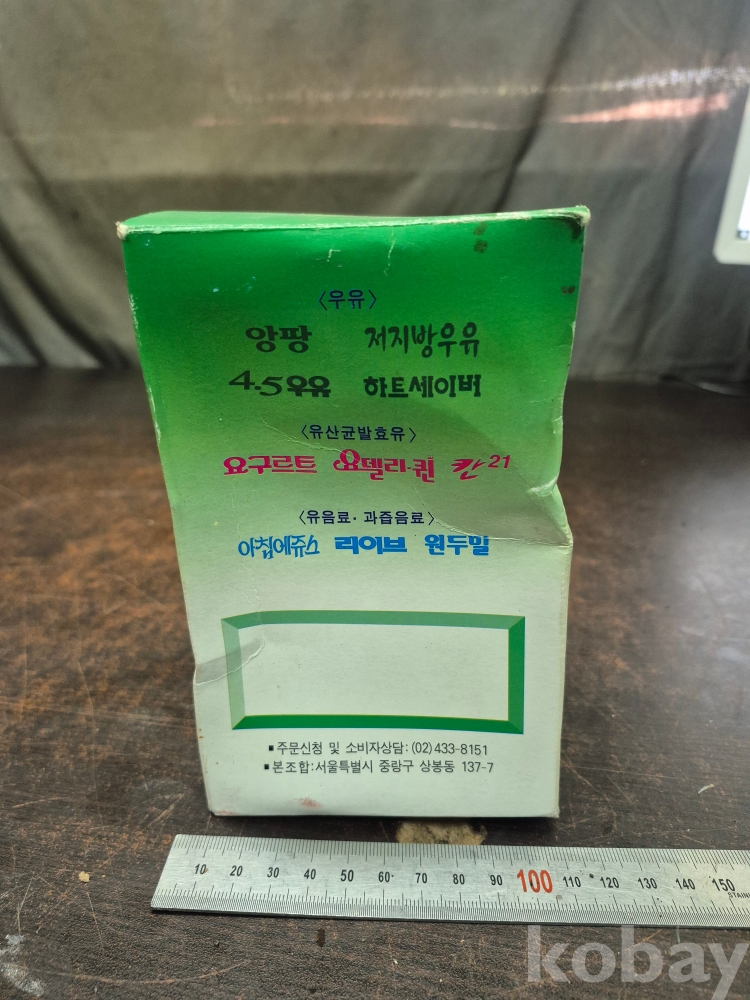 <우유>
앙팡 저지방우유
4.5우유 하트세이버
<유산균발효유>
요구르트 요델리·퀸 칸21
<유음료·과즙음료>
아침에쥬스 라이브 원두밀
■주문신청 및 소비자상담:(02)433-8151
■본조합:서울특별시 중랑구 상봉동 137-7
10 20 30 40 50 60 70 80 90 100 110 120 130 140 150
kobay